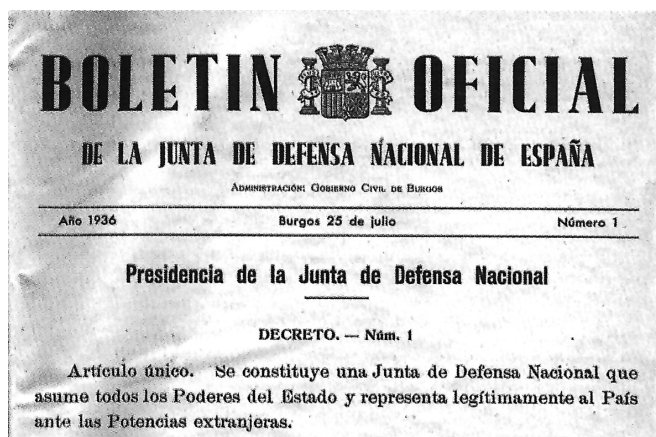 BOLETIN OFICIAL
DE LA JUNTA DE DEFENSA NACIONAL DE ESPAÑA
ADMINISTRACIÓN: GOBIERNO CIVIL DE BURGOS
Año 1936 Burgos 25 de julio Número 1
Presidencia de la Junta de Defensa Nacional
DECRETO. — Núm. 1
Artículo único. Se constituye una Junta de Defensa Nacional que
asume todos los Poderes del Estado y representa legítimamente al País
ante las Potencias extranjeras.